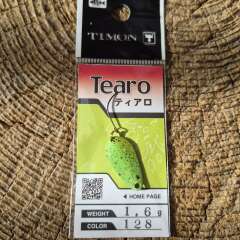 TIMON T
Tearo
ティアロ
◀ HOME PAGE
WEIGHT 1,6g
COLOR 128